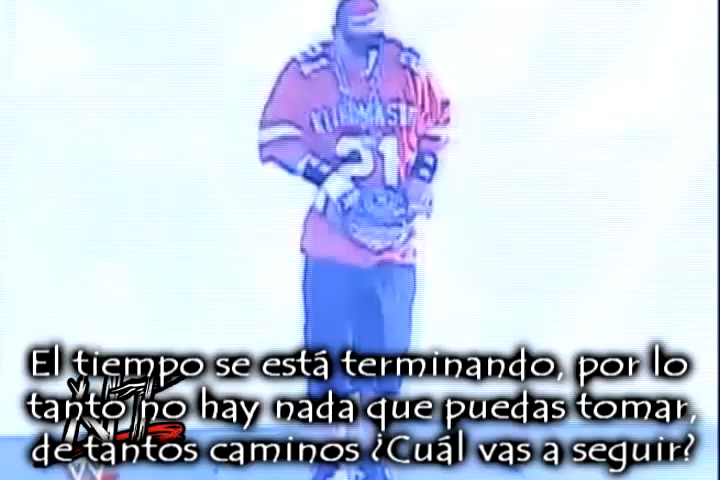 21
El tiempo se está terminando, por lo
tanto no hay nada que puedas tomar,
de tantos caminos ¿Cuál vas a seguir?